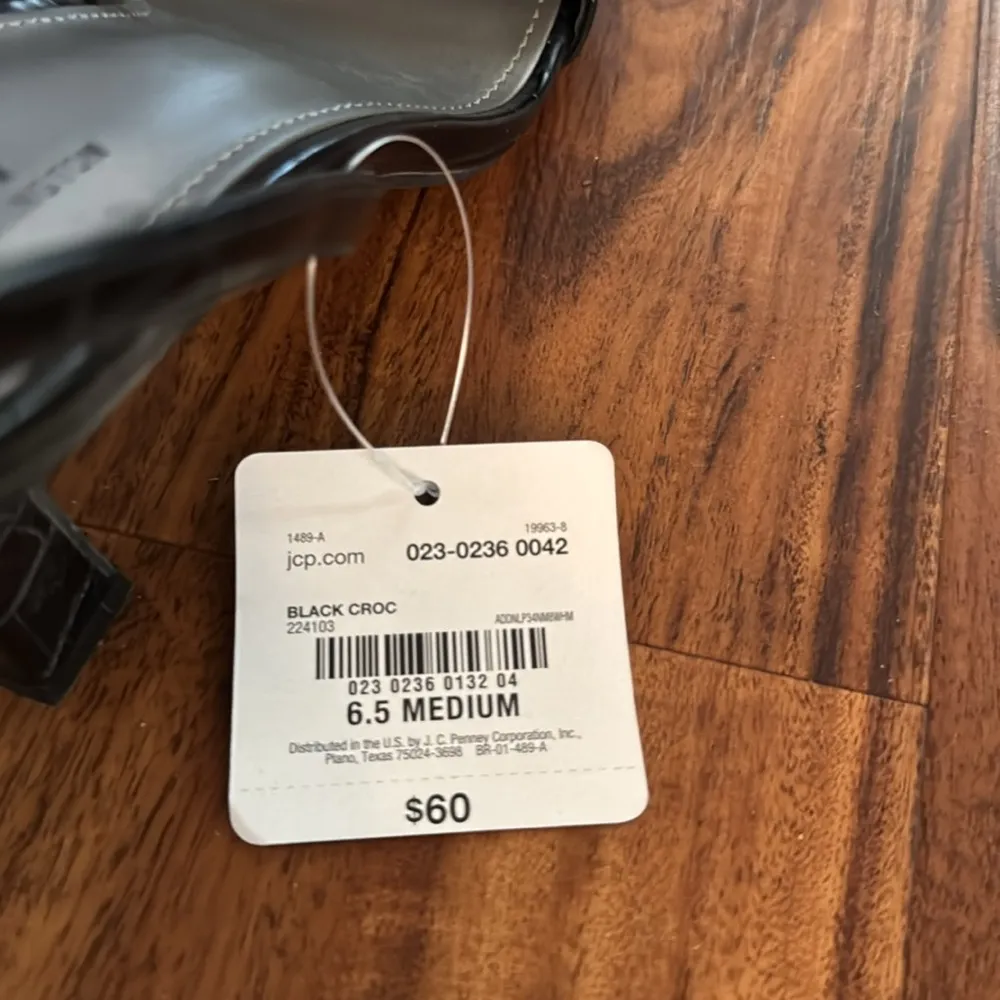 1489-A 19963-8
jcp.com 023-0236 0042
BLACK CROC
224103
023 0236 0132 04
6.5 MEDIUM
Distributed in the U.S. by J. C. Penney Corporation, Inc.,
Plano, Texas 75024-3698 BR-01-489-A
$60